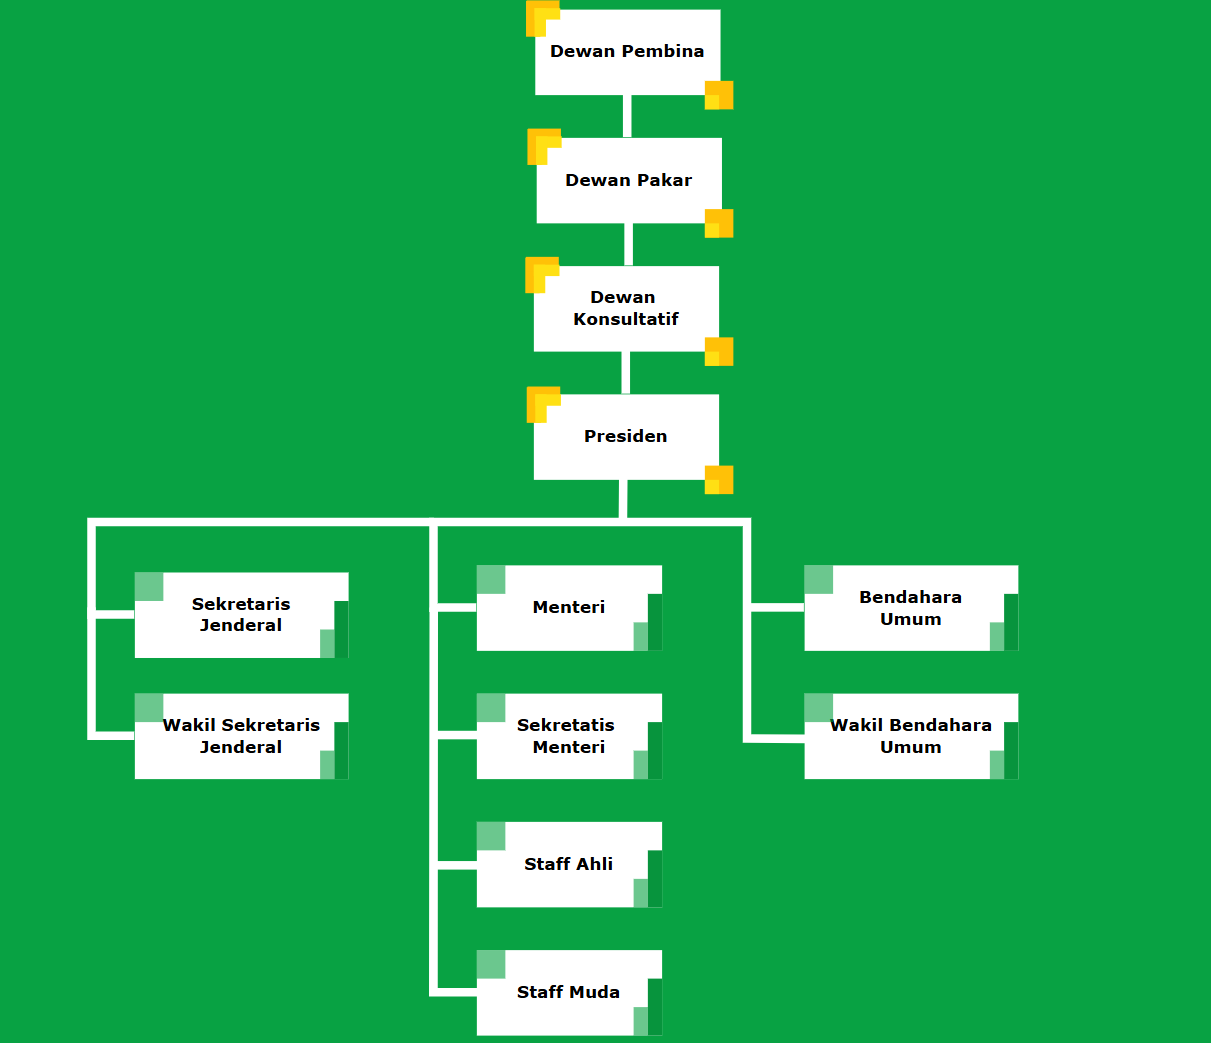 Dewan Pembina
Dewan Pakar
Dewan
Konsultatif
Presiden
Sekretaris
Jenderal
Wakil Sekretaris
Jenderal
Menteri
Sekretatis
Menteri
Staff Ahli
Staff Muda
Bendahara
Umum
Wakil Bendahara
Umum